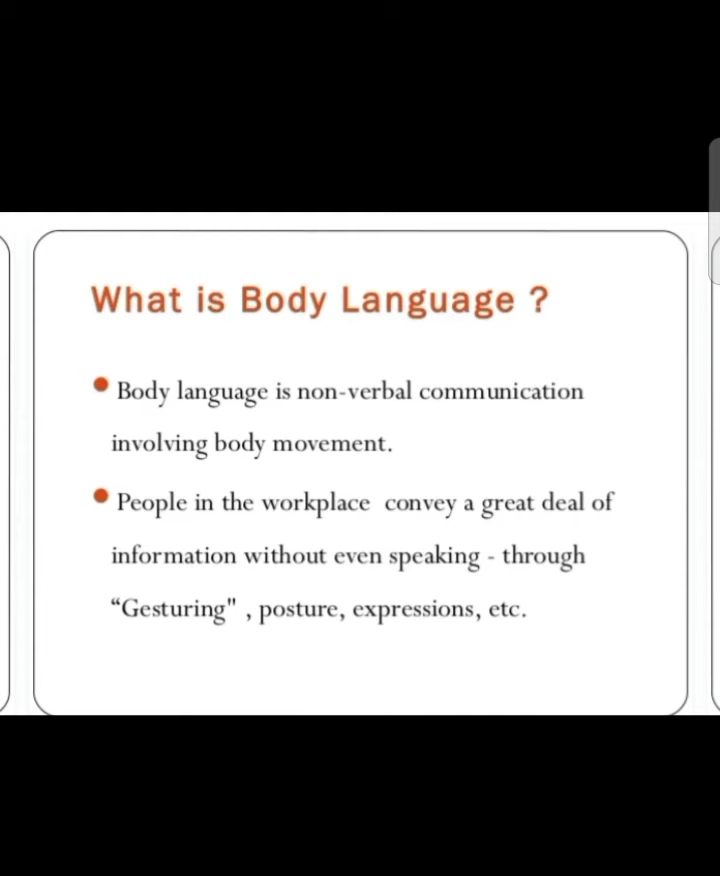 What is Body Language ?
• Body language is non-verbal communication
involving body movement.
• People in the workplace convey a great deal of
information without even speaking - through
“Gesturing" , posture, expressions, etc.